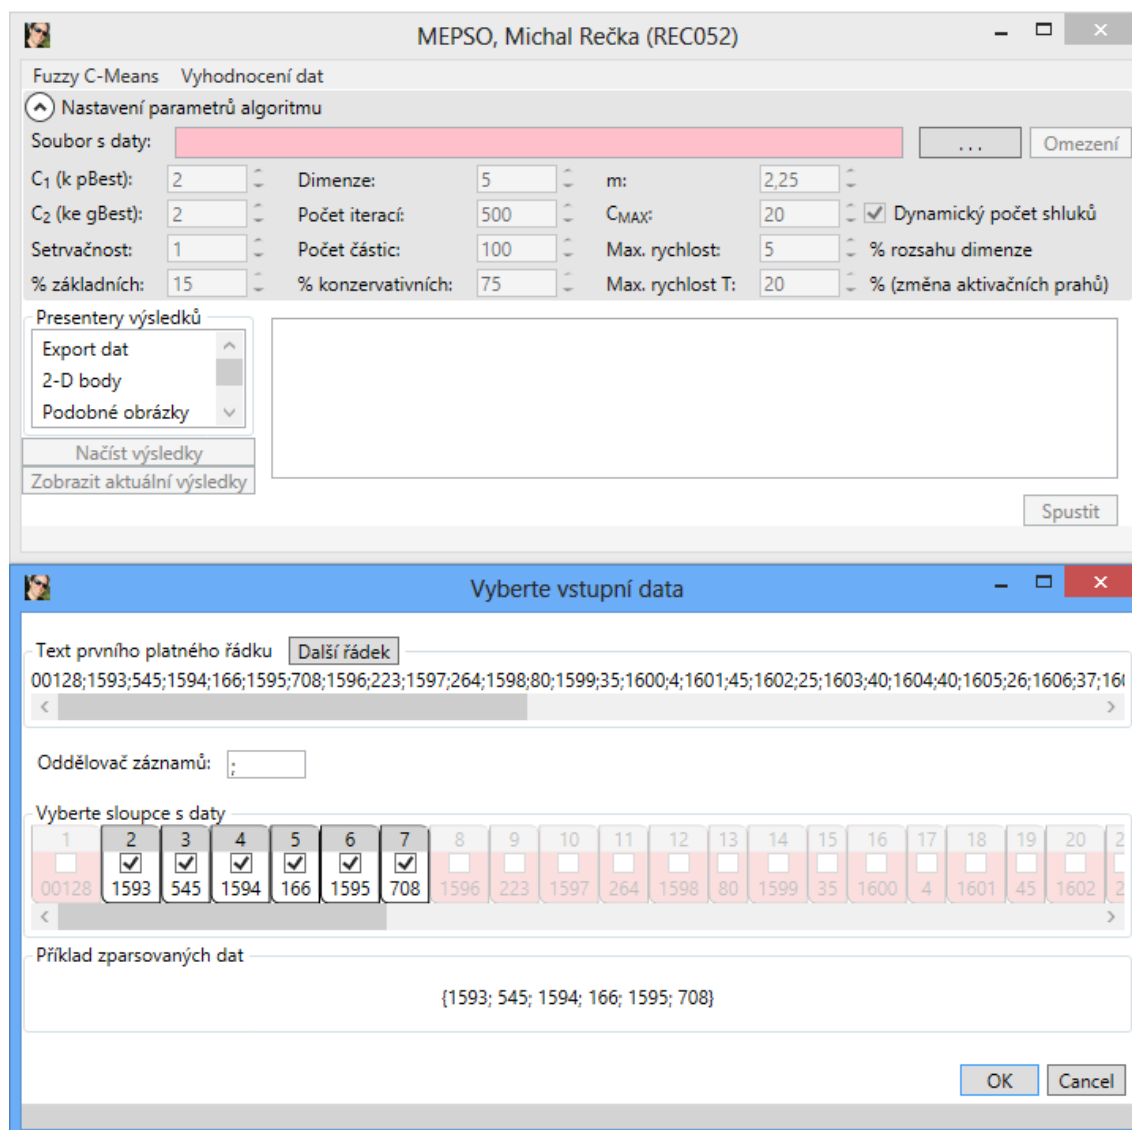 MEPSO, Michal Rečka (REC052)
Fuzzy C-Means Vyhodnocení dat
Nastavení parametrů algoritmu
Soubor s daty: ... Omezení
C1 (k pBest): 2 Dimenze: 5 m: 2,25
C2 (ke gBest): 2 Počet iterací: 500 CMAX: 20 Dynamický počet shluků
Setrvačnost: 1 Počet částic: 100 Max. rychlost: 5 % rozsahu dimenze
% základních: 15 % konzervativních: 75 Max. rychlost T: 20 % (změna aktivačních prahů)
Presentery výsledků
Export dat
2-D body
Podobné obrázky
Načíst výsledky
Zobrazit aktuální výsledky
Spustit
Vyberte vstupní data
Text prvního platného řádku Další řádek
00128;1593;545;1594;166;1595;708;1596;223;1597;264;1598;80;1599;35;1600;4;1601;45;1602;25;1603;40;1604;40;1605;26;1606;37;160
Oddělovač záznamů: ;
Vyberte sloupce s daty
1 2 3 4 5 6 7 8 9 10 11 12 13 14 15 16 17 18 19 20 2
00128 1593 545 1594 166 1595 708 1596 223 1597 264 1598 80 1599 35 1600 4 1601 45 1602 2
Příklad zparsovaných dat
{1593; 545; 1594; 166; 1595; 708}
OK Cancel